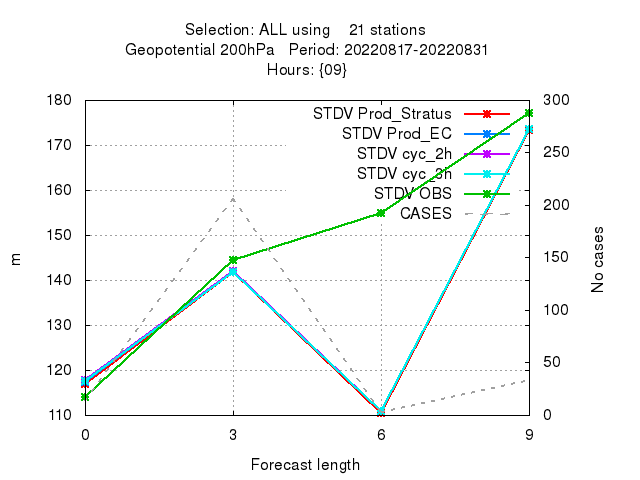 Selection: ALL using    21 stations
Geopotential 200hPa   Period: 20220817-20220831
Hours: {09}
180
170
160
150
140
130
120
110
m
300
250
200
150
100
50
0
No cases
STDV Prod_Stratus
STDV Prod_EC
STDV cyc_2h
STDV cyc_3h
STDV OBS
CASES
0 3 6 9
Forecast length